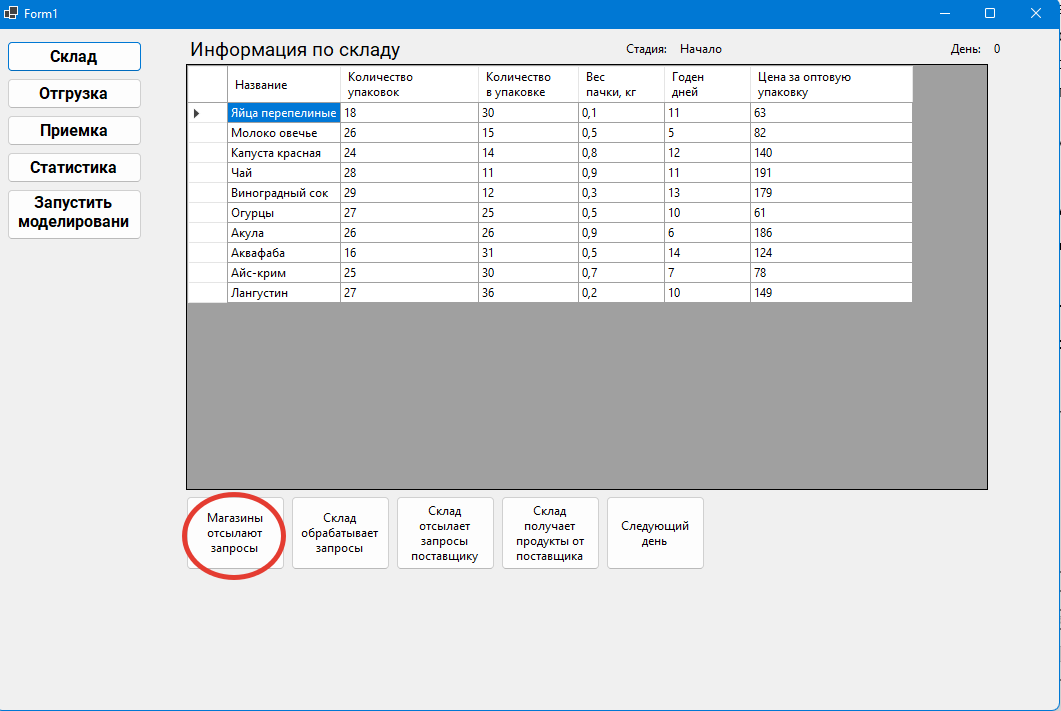 Form1
Склад
Отгрузка
Приемка
Статистика
Запустить
моделировани
Информация по складу
Стадия: Начало
День: 0
Название Количество упаковок Количество в упаковке Вес пачки, кг Годен дней Цена за оптовую упаковку
Яйца перепелиные 18 30 0,1 11 63
Молоко овечье 26 15 0,5 5 82
Капуста красная 24 14 0,8 12 140
Чай 28 11 0,9 11 191
Виноградный сок 29 12 0,3 13 179
Огурцы 27 25 0,5 10 61
Акула 26 26 0,9 6 186
Аквафаба 16 31 0,5 14 124
Айс-крим 25 30 0,7 7 78
Лангустин 27 36 0,2 10 149
Магазины
отсылают
запросы
Склад
обрабатывает
запросы
Склад
отсылает
запросы
поставщику
Склад
получает
продукты от
поставщика
Следующий
день